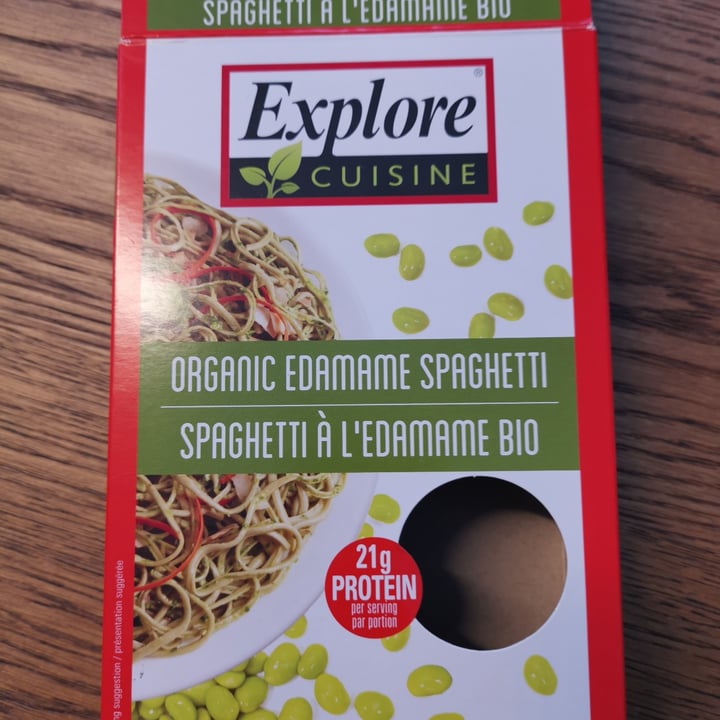 SPAGHETTI À L'EDAMAME BIO
Explore®
CUISINE
ORGANIC EDAMAME SPAGHETTI
SPAGHETTI À L'EDAMAME BIO
21g
PROTEIN
per serving
par portion
suggestion / présentation suggérée